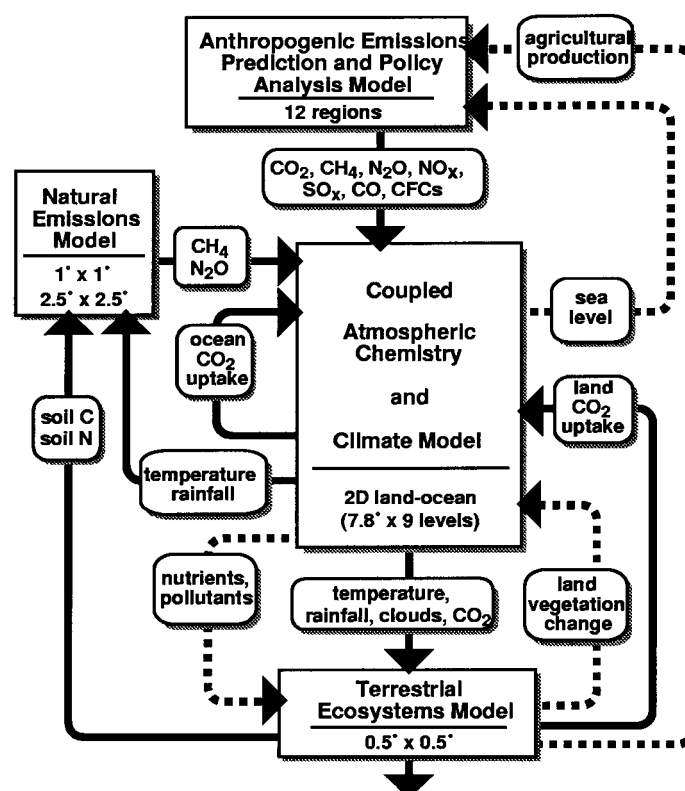 Anthropogenic Emissions
Prediction and Policy
Analysis Model
12 regions
agricultural
production
CO₂, CH₄, N₂O, NOₓ,
SOₓ, CO, CFCs
Natural
Emissions
Model
1° x 1°
2.5° x 2.5°
CH₄
N₂O
Coupled
Atmospheric
Chemistry
and
Climate Model
2D land-ocean
(7.8° x 9 levels)
sea
level
ocean
CO₂
uptake
land
CO₂
uptake
soil C
soil N
temperature
rainfall
nutrients,
pollutants
temperature,
rainfall, clouds, CO₂
land
vegetation
change
Terrestrial
Ecosystems Model
0.5° x 0.5°